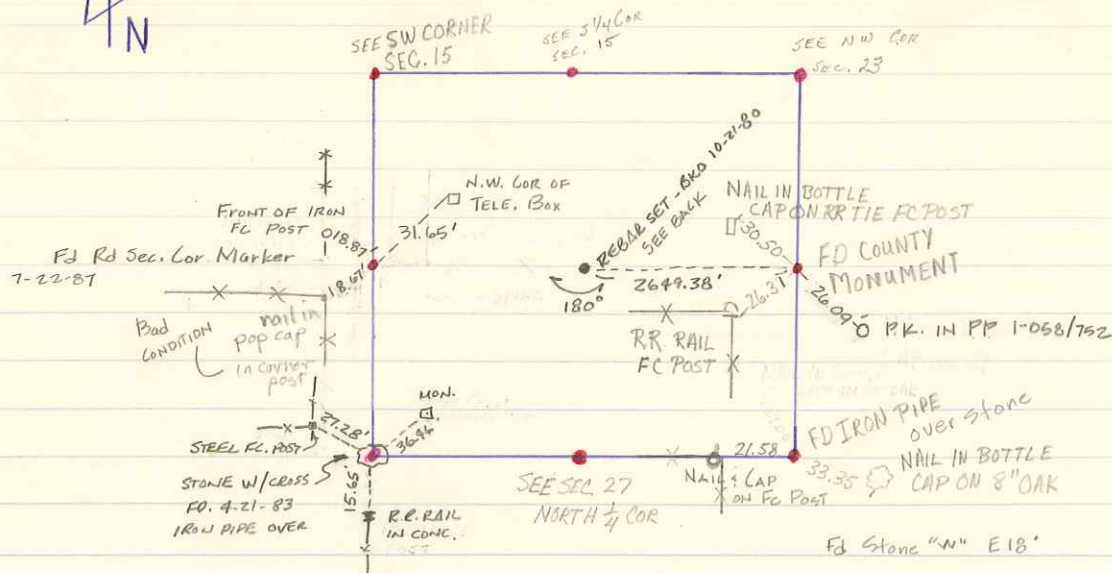 N
SEE SW CORNER
SEC. 15
SEE S 1/4 COR
SEC. 15
SEE NW COR
SEC. 23
N.W. COR OF
TELE. BOX
31.65'
FRONT OF IRON
FC POST
18.87'
Fd Rd Sec. Cor Marker
7-22-87
18.67'
nail in
pop cap
in corner
post
Bad
CONDITION
REBAR SET - BKO 10-21-80
SEE BACK
180°
2649.38'
NAIL IN BOTTLE
CAP ON RR TIE FC POST
30.50'
FD COUNTY
MONUMENT
26.37
26.09'
P.K. IN PP 1-058/752
R.R. RAIL
FC POST
MON.
27.28'
36.46'
STEEL FC. POST
STONE W/CROSS
FD. 4-21-83
IRON PIPE OVER
15.65'
R.R. RAIL
IN CONC.
SEE SEC. 27
NORTH 1/4 COR
21.58
NAIL & CAP
ON FC POST
FD IRON PIPE
over Stone
33.35
NAIL IN BOTTLE
CAP ON 8" OAK
Fd Stone "W" E 18'